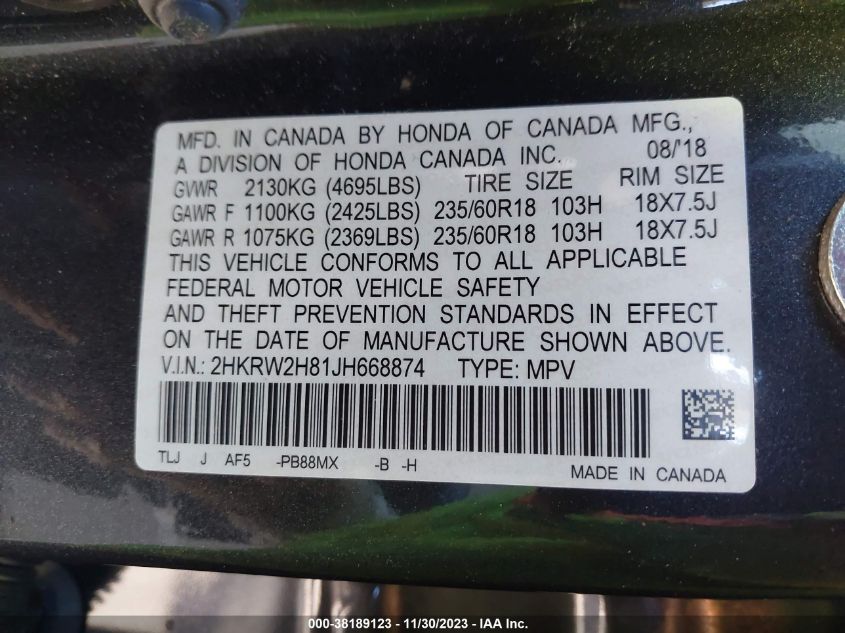 MFD. IN CANADA BY HONDA OF CANADA MFG.,
A DIVISION OF HONDA CANADA INC. 08/'18
GVWR 2130KG (4695LBS) TIRE SIZE RIM SIZE
GAWR F 1100KG (2425LBS) 235/60R18 103H 18X7.5J
GAWR R 1075KG (2369LBS) 235/60R18 103H 18X7.5J
THIS VEHICLE CONFORMS TO ALL APPLICABLE
FEDERAL MOTOR VEHICLE SAFETY
AND THEFT PREVENTION STANDARDS IN EFFECT
ON THE DATE OF MANUFACTURE SHOWN ABOVE.
V.I.N.: 2HKRW2H81JH668874 TYPE: MPV
TLJ J AF5 -PB88MX -B -H
MADE IN CANADA
000-38189123 - 11/30/2023 - IAA Inc.